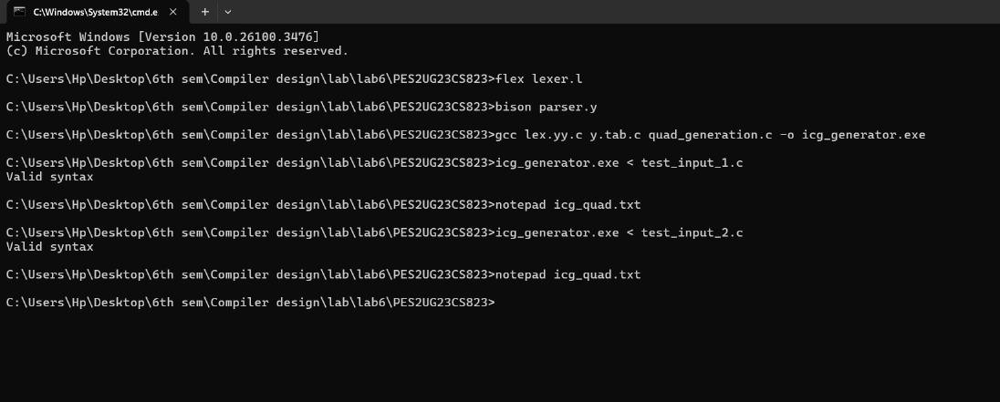 C:\Windows\System32\cmd.e
Microsoft Windows [Version 10.0.26100.3476]
(c) Microsoft Corporation. All rights reserved.
C:\Users\Hp\Desktop\6th sem\Compiler design\lab\lab6\PES2UG23CS823>flex lexer.l
C:\Users\Hp\Desktop\6th sem\Compiler design\lab\lab6\PES2UG23CS823>bison parser.y
C:\Users\Hp\Desktop\6th sem\Compiler design\lab\lab6\PES2UG23CS823>gcc lex.yy.c y.tab.c quad_generation.c -o icg_generator.exe
C:\Users\Hp\Desktop\6th sem\Compiler design\lab\lab6\PES2UG23CS823>icg_generator.exe < test_input_1.c
Valid syntax
C:\Users\Hp\Desktop\6th sem\Compiler design\lab\lab6\PES2UG23CS823>notepad icg_quad.txt
C:\Users\Hp\Desktop\6th sem\Compiler design\lab\lab6\PES2UG23CS823>icg_generator.exe < test_input_2.c
Valid syntax
C:\Users\Hp\Desktop\6th sem\Compiler design\lab\lab6\PES2UG23CS823>notepad icg_quad.txt
C:\Users\Hp\Desktop\6th sem\Compiler design\lab\lab6\PES2UG23CS823>